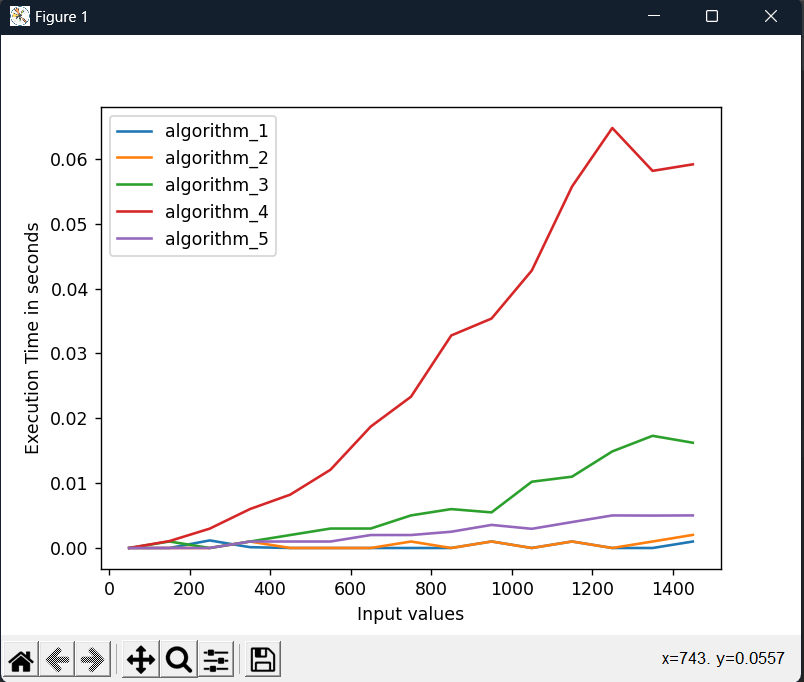 Figure 1
algorithm_1
algorithm_2
algorithm_3
algorithm_4
algorithm_5
0.06
0.05
0.04
0.03
0.02
0.01
0.00
Execution Time in seconds
0 200 400 600 800 1000 1200 1400
Input values
x=743. y=0.0557